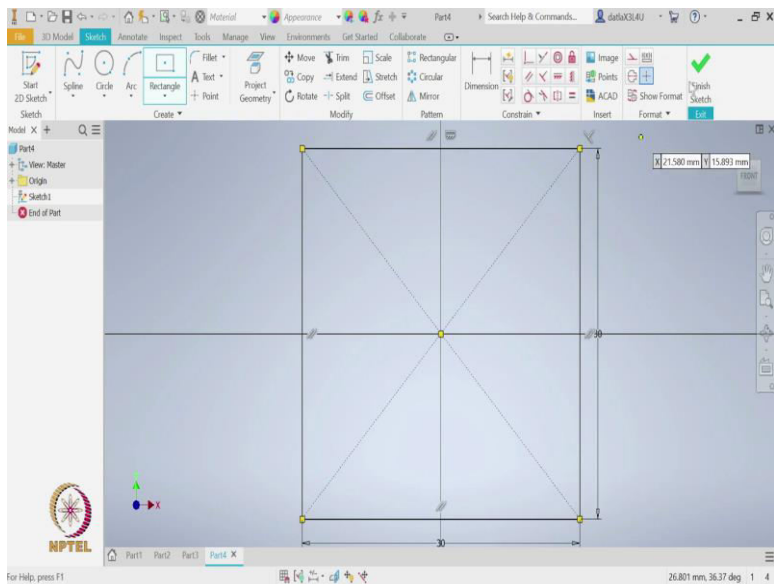 Material Appearance Part4 Search Help & Commands... datlaX3L4U
File 3D Model Sketch Annotate Inspect Tools Manage View Environments Get Started Collaborate
Start 2D Sketch Spline Circle Arc Rectangle Fillet Text Point Project Geometry Move Copy Rotate Trim Extend Split Scale Stretch Offset Rectangular Circular Mirror Dimension Image Points ACAD Show Format Finish Sketch
Sketch Create Modify Pattern Constrain Insert Format Exit
Model X +
Part4
View: Master
Origin
Sketch1
End of Part
X 21.580 mm Y 15.893 mm
FRONT
30
X
NPTEL
Part1 Part2 Part3 Part4 X
For Help, press F1 26.801 mm, 36.37 deg 1 4